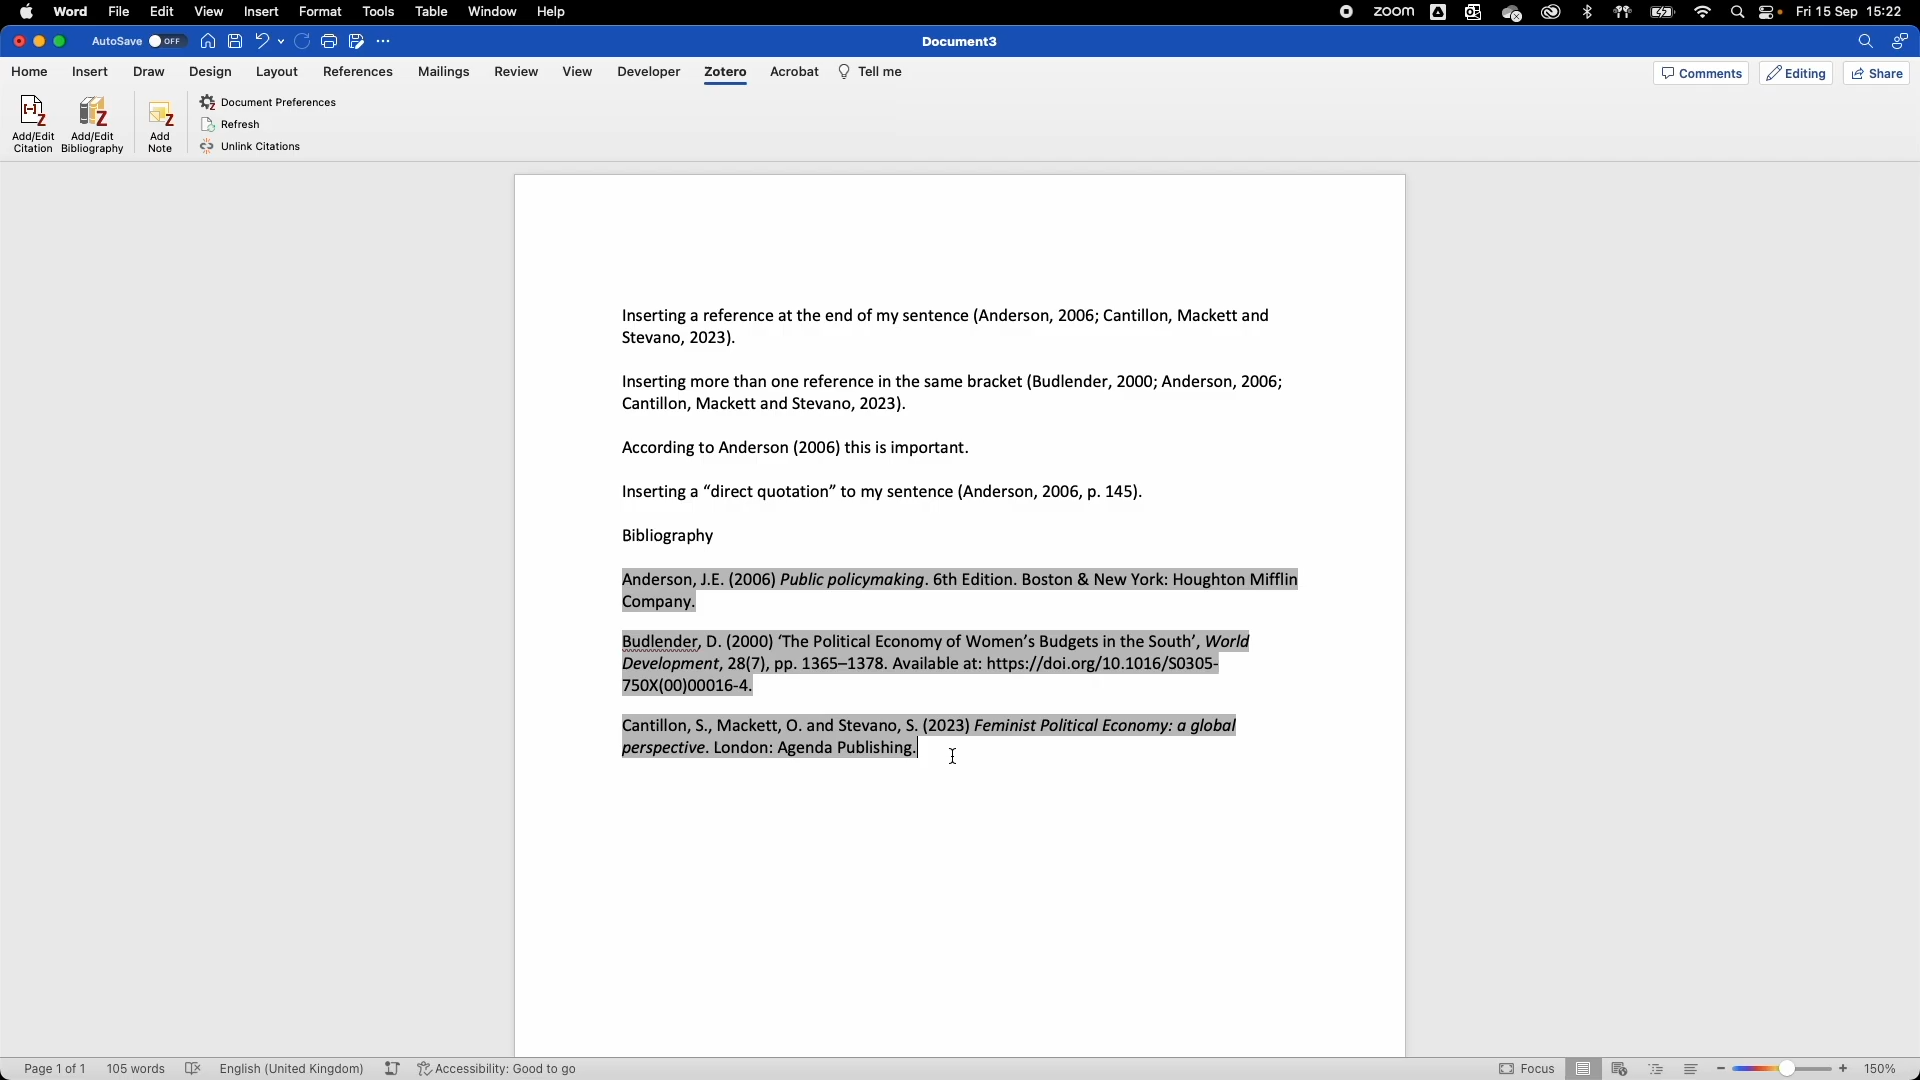 Word File Edit View Insert Format Tools Table Window Help zoom Fri 15 Sep 15:22
AutoSave OFF Document3
Home Insert Draw Design Layout References Mailings Review View Developer Zotero Acrobat Tell me Comments Editing Share
Add/Edit Citation
Add/Edit Bibliography
Add Note
Document Preferences
Refresh
Unlink Citations
Inserting a reference at the end of my sentence (Anderson, 2006; Cantillon, Mackett and
Stevano, 2023).
Inserting more than one reference in the same bracket (Budlender, 2000; Anderson, 2006;
Cantillon, Mackett and Stevano, 2023).
According to Anderson (2006) this is important.
Inserting a “direct quotation” to my sentence (Anderson, 2006, p. 145).
Bibliography
Anderson, J.E. (2006) Public policymaking. 6th Edition. Boston & New York: Houghton Mifflin
Company.
Budlender, D. (2000) ‘The Political Economy of Women’s Budgets in the South’, World
Development, 28(7), pp. 1365–1378. Available at: https://doi.org/10.1016/S0305-
750X(00)00016-4.
Cantillon, S., Mackett, O. and Stevano, S. (2023) Feminist Political Economy: a global
perspective. London: Agenda Publishing.
Page 1 of 1 105 words English (United Kingdom) Accessibility: Good to go Focus 150%